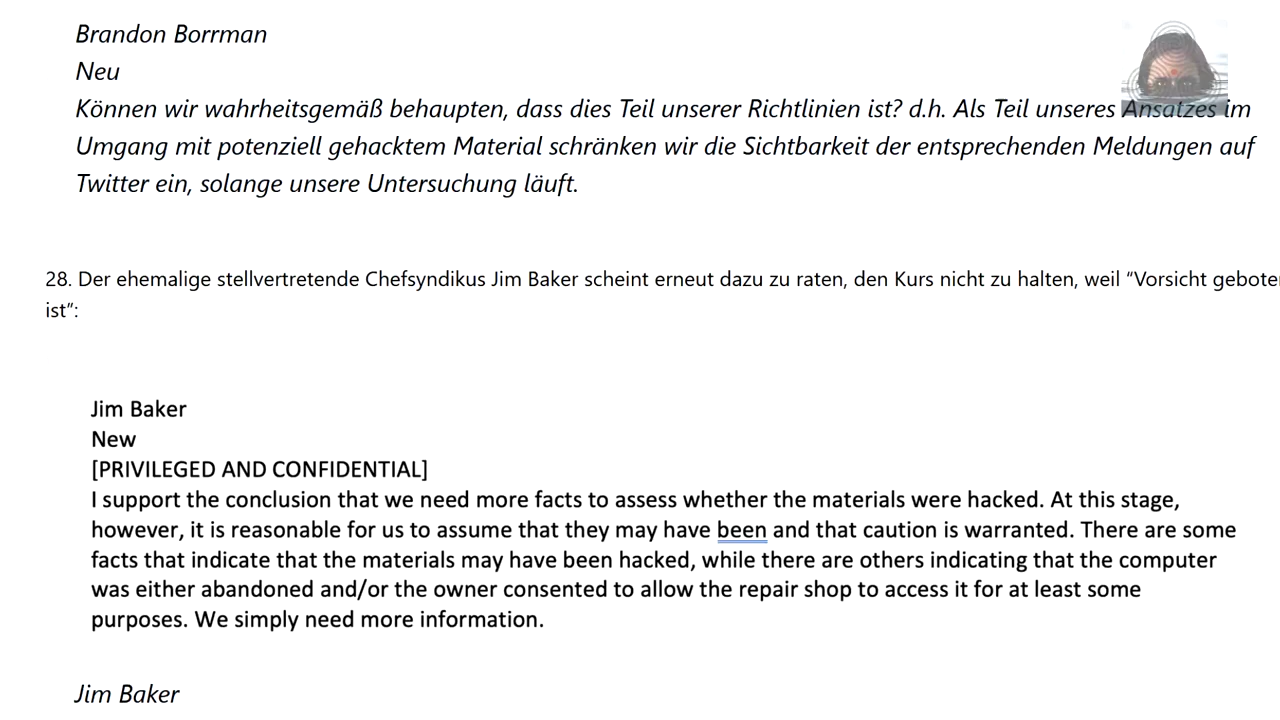 Brandon Borrman
Neu
Können wir wahrheitsgemäß behaupten, dass dies Teil unserer Richtlinien ist? d.h. Als Teil unseres Ansatzes im
Umgang mit potenziell gehacktem Material schränken wir die Sichtbarkeit der entsprechenden Meldungen auf
Twitter ein, solange unsere Untersuchung läuft.
28. Der ehemalige stellvertretende Chefsyndikus Jim Baker scheint erneut dazu zu raten, den Kurs nicht zu halten, weil “Vorsicht geboten
ist”:
Jim Baker
New
[PRIVILEGED AND CONFIDENTIAL]
I support the conclusion that we need more facts to assess whether the materials were hacked. At this stage,
however, it is reasonable for us to assume that they may have been and that caution is warranted. There are some
facts that indicate that the materials may have been hacked, while there are others indicating that the computer
was either abandoned and/or the owner consented to allow the repair shop to access it for at least some
purposes. We simply need more information.
Jim Baker